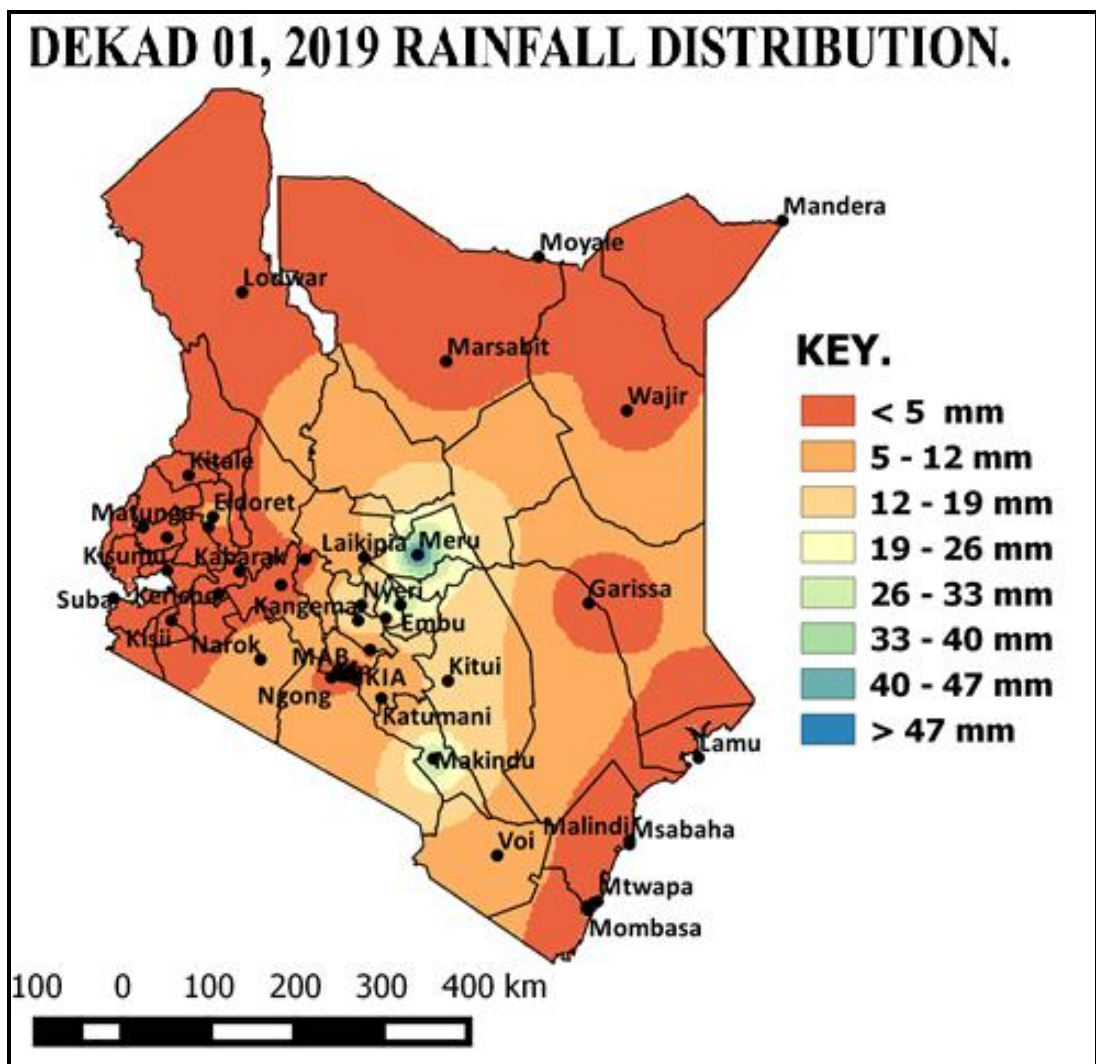 DEKAD 01, 2019 RAINFALL DISTRIBUTION.
Mandera
Moyale
Lodwar
Marsabit
KEY.
Wajir
< 5 mm
5 - 12 mm
Kitale
Eldoret
12 - 19 mm
Matunga
19 - 26 mm
Kisumu
Kabarak
Laikipia
Meru
26 - 33 mm
Suba
Kericho
Kangema
Nyeri
Garissa
Embu
33 - 40 mm
Kisii
Narok
MAB
Kitui
40 - 47 mm
Ngong
JKIA
Katumani
> 47 mm
Lamu
Makindu
Voi
Malindi
Msabaha
Mtwapa
Mombasa
100 0 100 200 300 400 km